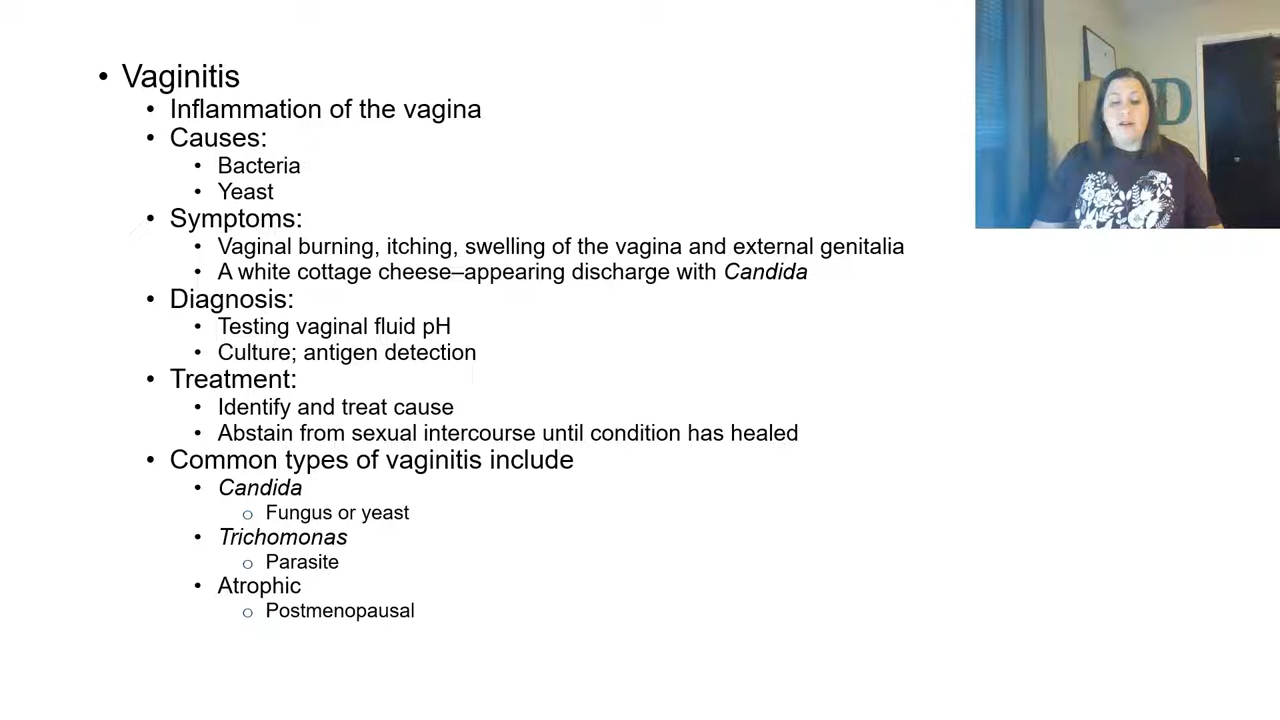 • Vaginitis
• Inflammation of the vagina
• Causes:
• Bacteria
• Yeast
• Symptoms:
• Vaginal burning, itching, swelling of the vagina and external genitalia
• A white cottage cheese–appearing discharge with Candida
• Diagnosis:
• Testing vaginal fluid pH
• Culture; antigen detection
• Treatment:
• Identify and treat cause
• Abstain from sexual intercourse until condition has healed
• Common types of vaginitis include
• Candida
o Fungus or yeast
• Trichomonas
o Parasite
• Atrophic
o Postmenopausal
D